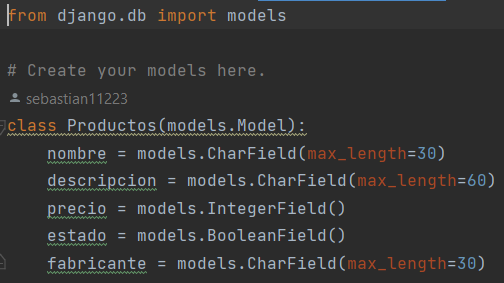 from django.db import models
# Create your models here.
sebastian11223
class Productos(models.Model):
    nombre = models.CharField(max_length=30)
    descripcion = models.CharField(max_length=60)
    precio = models.IntegerField()
    estado = models.BooleanField()
    fabricante = models.CharField(max_length=30)